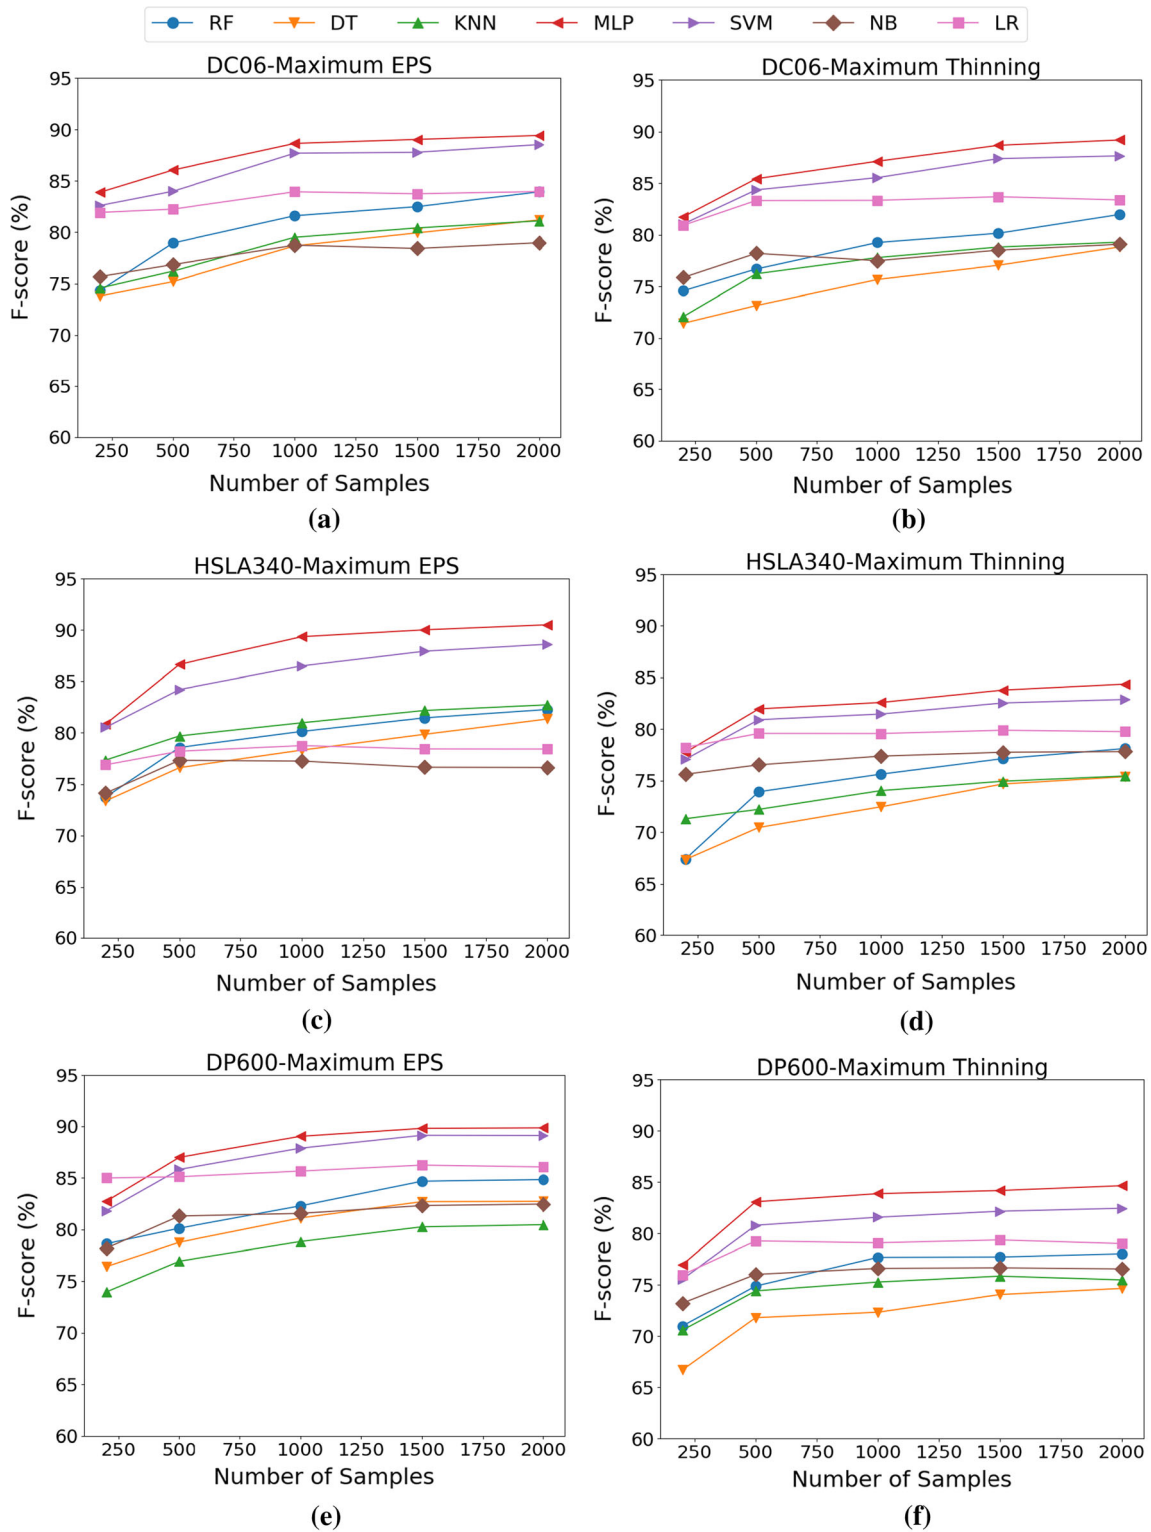 RF DT KNN MLP SVM NB LR
DC06-Maximum EPS
95
90
85
80
75
70
65
60
F-score (%)
250 500 750 1000 1250 1500 1750 2000
Number of Samples
(a)
DC06-Maximum Thinning
95
90
85
80
75
70
65
60
F-score (%)
250 500 750 1000 1250 1500 1750 2000
Number of Samples
(b)
HSLA340-Maximum EPS
95
90
85
80
75
70
65
60
F-score (%)
250 500 750 1000 1250 1500 1750 2000
Number of Samples
(c)
HSLA340-Maximum Thinning
95
90
85
80
75
70
65
60
F-score (%)
250 500 750 1000 1250 1500 1750 2000
Number of Samples
(d)
DP600-Maximum EPS
95
90
85
80
75
70
65
60
F-score (%)
250 500 750 1000 1250 1500 1750 2000
Number of Samples
(e)
DP600-Maximum Thinning
95
90
85
80
75
70
65
60
F-score (%)
250 500 750 1000 1250 1500 1750 2000
Number of Samples
(f)